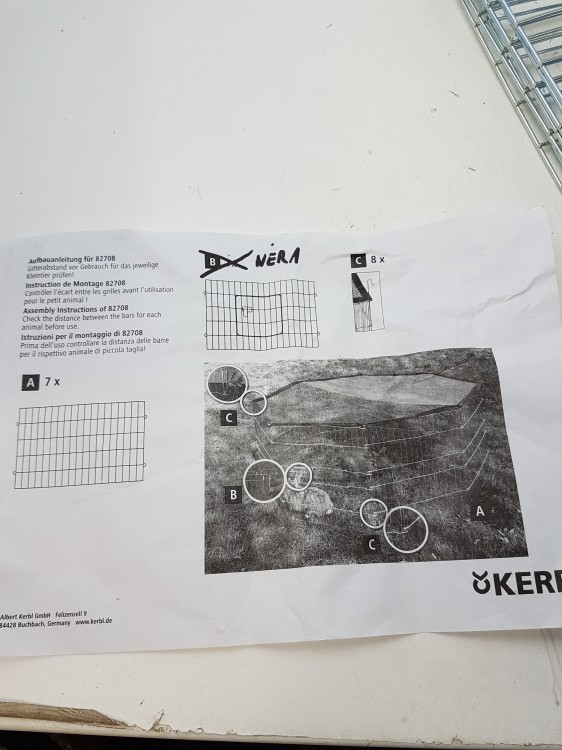 Aufbauanleitung für 82708
Gitterabstand vor Gebrauch für das jeweilige
Kleintier prüfen!
Instruction de Montage 82708
Contrôler l'écart entre les grilles avant l'utilisation
pour le petit animal !
Assembly Instructions of 82708
Check the distance between the bars for each
animal before use.
Istruzioni per il montaggio di 82708
Prima dell'uso controllare la distanza delle barre
per il rispettivo animale di piccola taglia!
A 7 x
B NĖRA
C 8 x
C
B
C
A
KERB
Albert Kerbl GmbH Felizenzell 9
84428 Buchbach, Germany www.kerbl.de